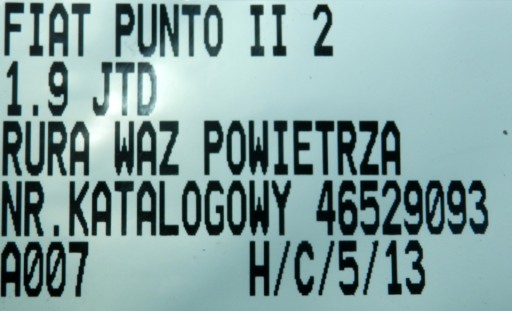 FIAT PUNTO II 2
1.9 JTD
RURA WAZ POWIETRZA
NR.KATALOGOWY 46529093
A007 H/C/5/13